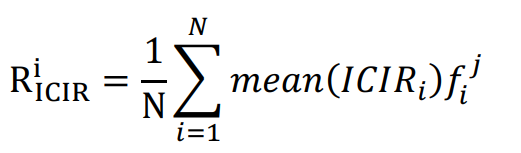 R^i_ICIR = 1/N ∑_{i=1}^{N} mean(ICIR_i)f_i^j